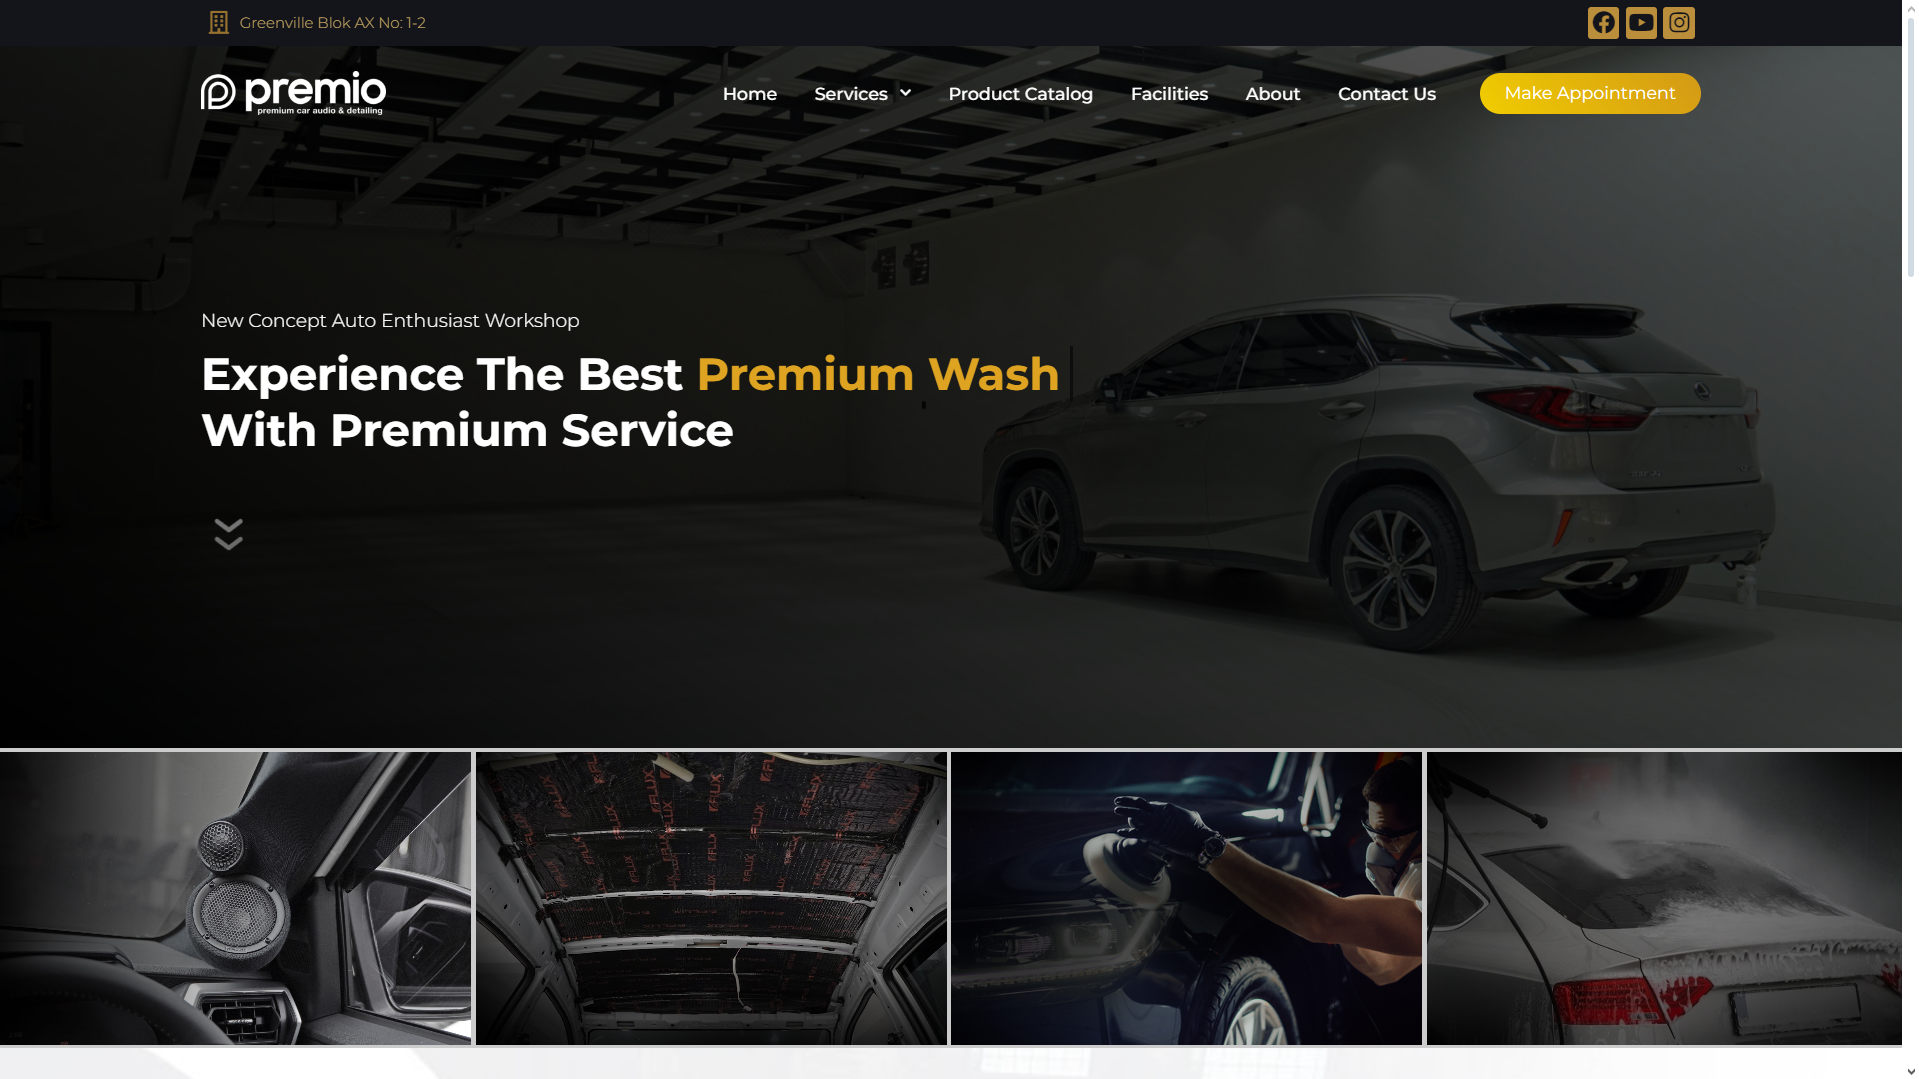 Greenville Blok AX No: 1-2
premio
premium car audio & detailing
Home
Services
Product Catalog
Facilities
About
Contact Us
Make Appointment
New Concept Auto Enthusiast Workshop
Experience The Best Premium Wash
With Premium Service
FLUX